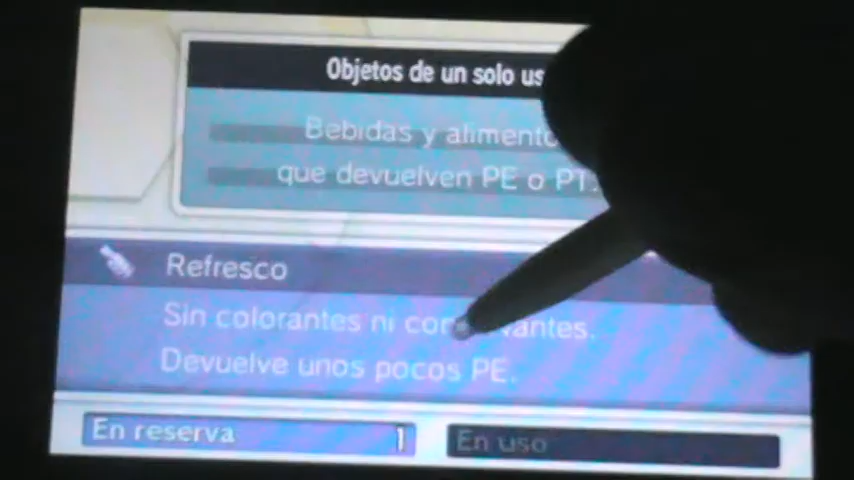 Objetos de un solo
Bebidas y
que devuelven PE o PT.
Refresco
Sin colorantes ni
Devuelve unos pocos PE.
En reserva 1
En uso